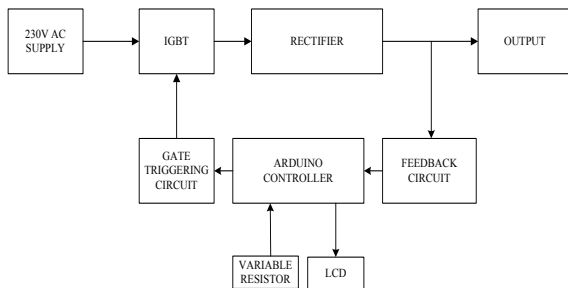 230V AC
SUPPLY
IGBT
RECTIFIER
OUTPUT
GATE
TRIGGERING
CIRCUIT
ARDUINO
CONTROLLER
FEEDBACK
CIRCUIT
VARIABLE
RESISTOR
LCD